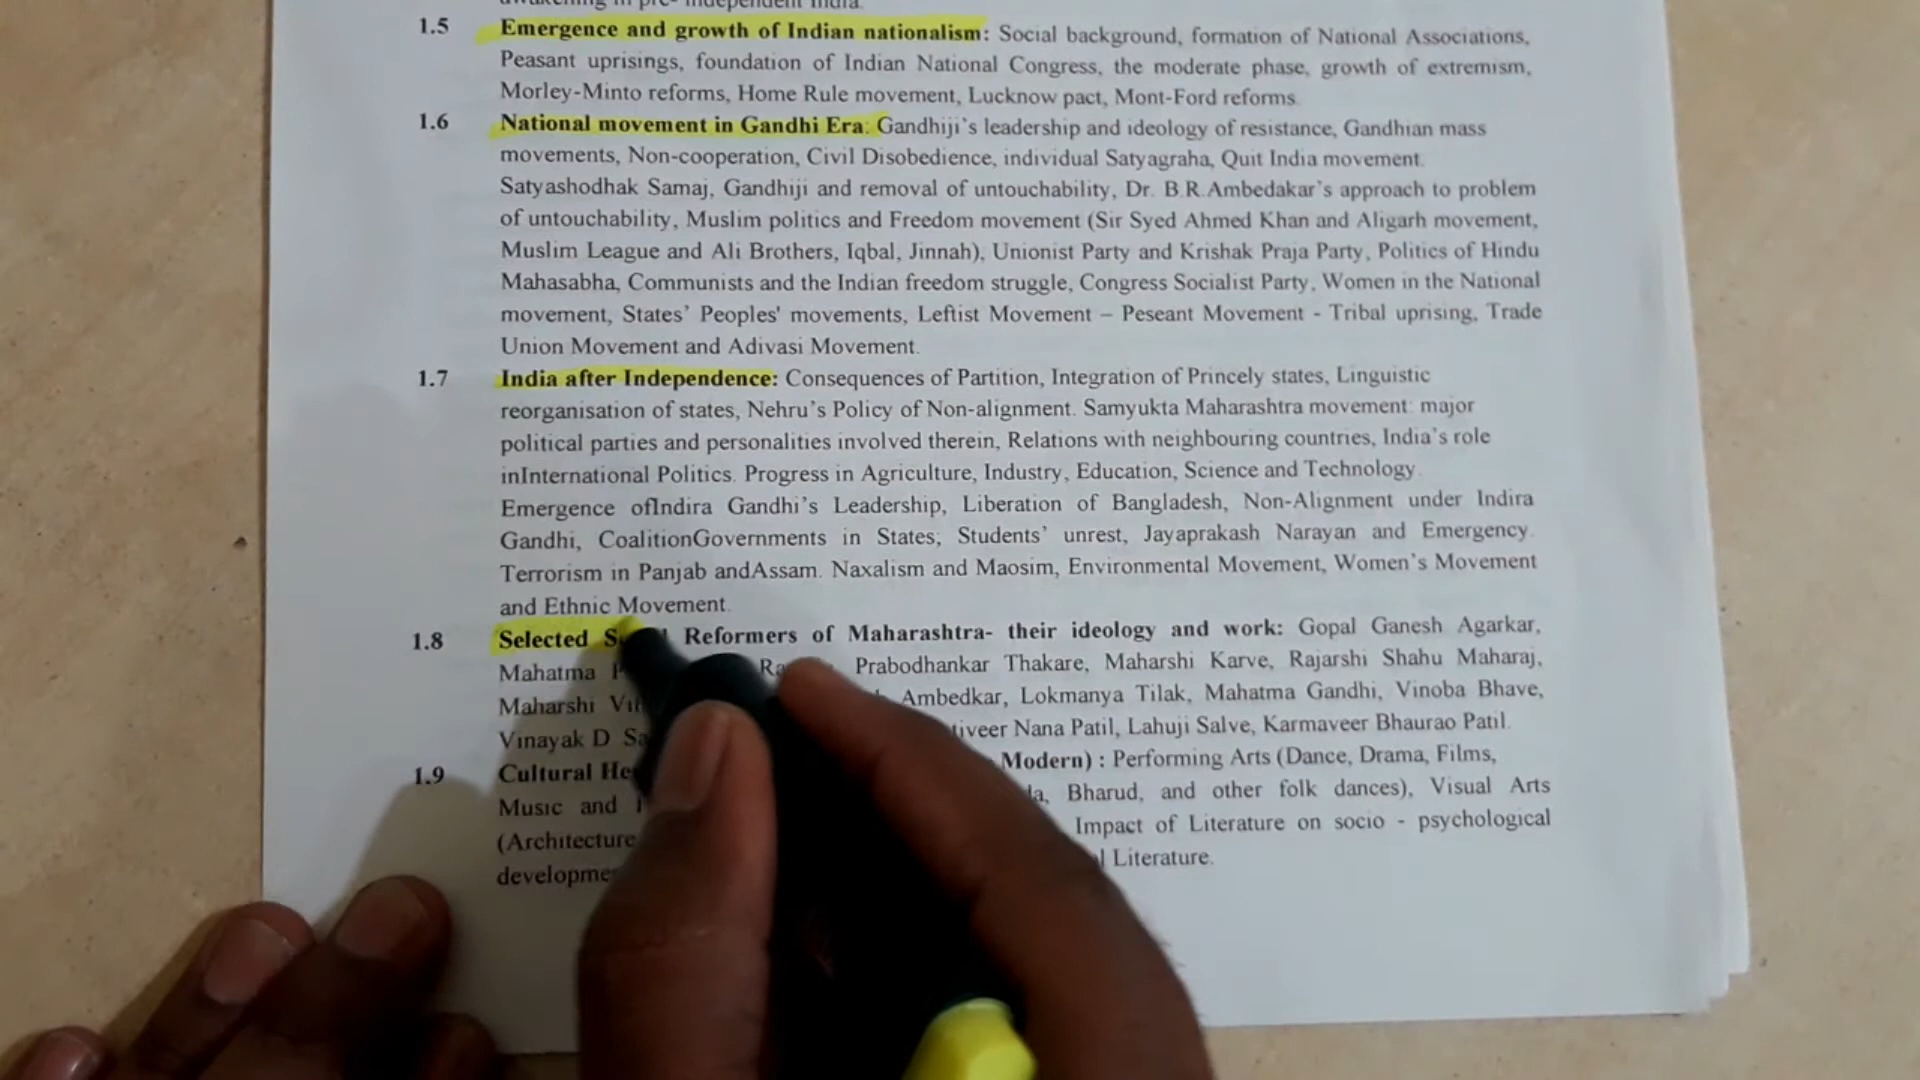 1.5 Emergence and growth of Indian nationalism: Social background, formation of National Associations,
Peasant uprisings, foundation of Indian National Congress, the moderate phase, growth of extremism,
Morley-Minto reforms, Home Rule movement, Lucknow pact, Mont-Ford reforms.
1.6 National movement in Gandhi Era: Gandhiji's leadership and ideology of resistance, Gandhian mass
movements, Non-cooperation, Civil Disobedience, individual Satyagraha, Quit India movement.
Satyashodhak Samaj, Gandhiji and removal of untouchability, Dr. B.R.Ambedakar's approach to problem
of untouchability, Muslim politics and Freedom movement (Sir Syed Ahmed Khan and Aligarh movement,
Muslim League and Ali Brothers, Iqbal, Jinnah), Unionist Party and Krishak Praja Party, Politics of Hindu
Mahasabha, Communists and the Indian freedom struggle, Congress Socialist Party, Women in the National
movement, States' Peoples' movements, Leftist Movement – Peseant Movement - Tribal uprising, Trade
Union Movement and Adivasi Movement.
1.7 India after Independence: Consequences of Partition, Integration of Princely states, Linguistic
reorganisation of states, Nehru's Policy of Non-alignment. Samyukta Maharashtra movement: major
political parties and personalities involved therein, Relations with neighbouring countries, India's role
inInternational Politics. Progress in Agriculture, Industry, Education, Science and Technology.
Emergence ofIndira Gandhi's Leadership, Liberation of Bangladesh, Non-Alignment under Indira
Gandhi, CoalitionGovernments in States; Students' unrest, Jayaprakash Narayan and Emergency.
Terrorism in Panjab andAssam. Naxalism and Maosim, Environmental Movement, Women's Movement
and Ethnic Movement.
1.8 Selected Reformers of Maharashtra- their ideology and work: Gopal Ganesh Agarkar,
Mahatma Prabodhankar Thakare, Maharshi Karve, Rajarshi Shahu Maharaj,
Maharshi Ambedkar, Lokmanya Tilak, Mahatma Gandhi, Vinoba Bhave,
Vinayak D Nana Patil, Lahuji Salve, Karmaveer Bhaurao Patil.
1.9 Cultural Modern) : Performing Arts (Dance, Drama, Films,
Music and Bharud, and other folk dances), Visual Arts
(Architecture Impact of Literature on socio - psychological
Literature.